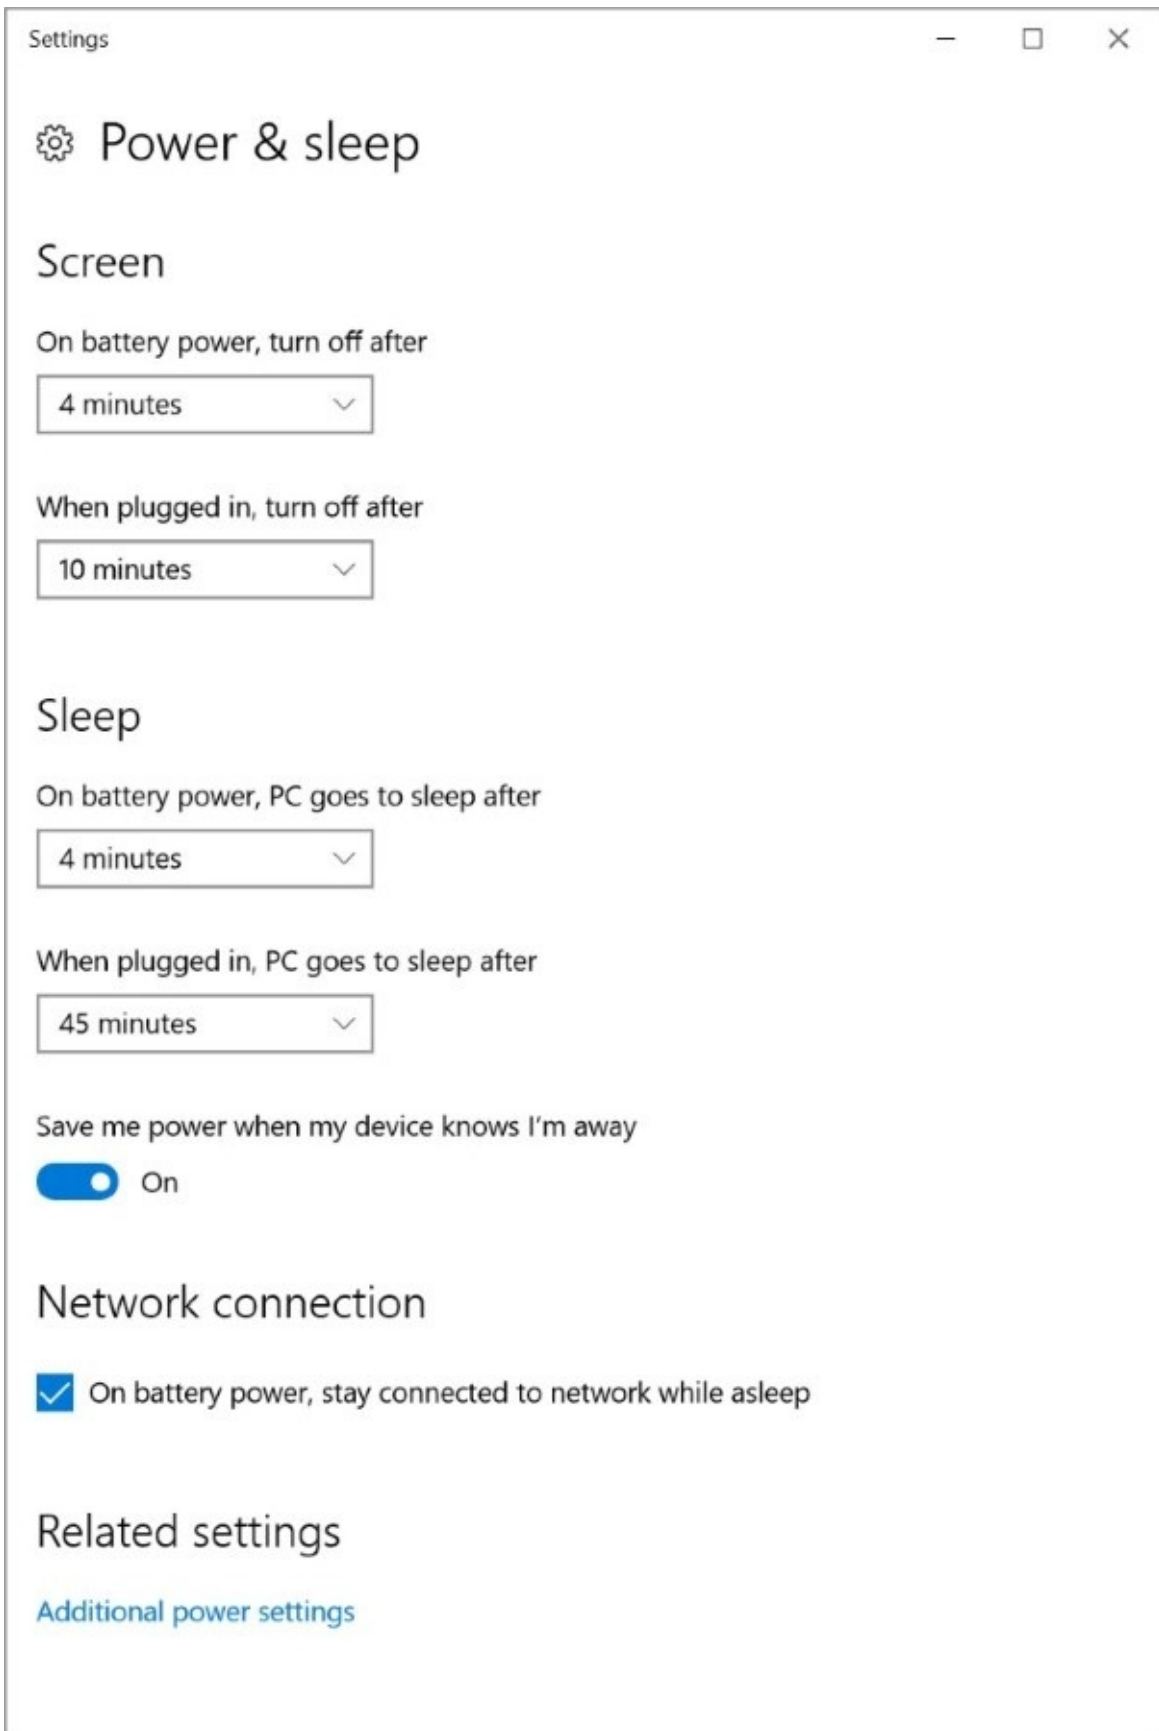 Settings
Power & sleep
Screen
On battery power, turn off after
4 minutes
When plugged in, turn off after
10 minutes
Sleep
On battery power, PC goes to sleep after
4 minutes
When plugged in, PC goes to sleep after
45 minutes
Save me power when my device knows I'm away
On
Network connection
On battery power, stay connected to network while asleep
Related settings
Additional power settings